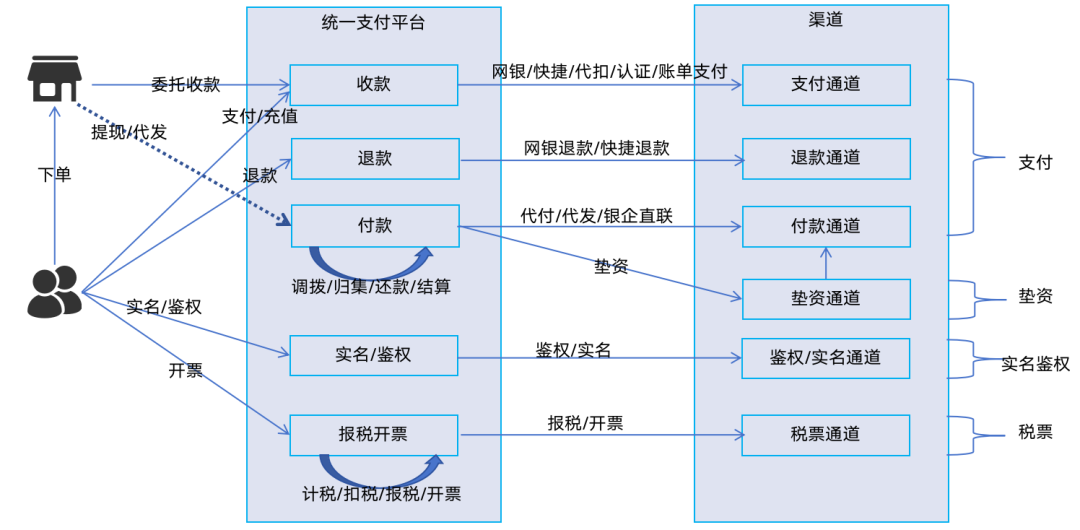 统一支付平台
渠道
委托收款
收款
网银/快捷/代扣/认证/账单支付
支付通道
支付/充值
提现/代发
下单
退款
退款
网银退款/快捷退款
退款通道
支付
付款
代付/代发/银企直联
付款通道
垫资
调拨/归集/还款/结算
垫资通道
垫资
实名/鉴权
实名/鉴权
鉴权/实名
鉴权/实名通道
实名鉴权
开票
报税开票
报税/开票
税票通道
税票
计税/扣税/报税/开票